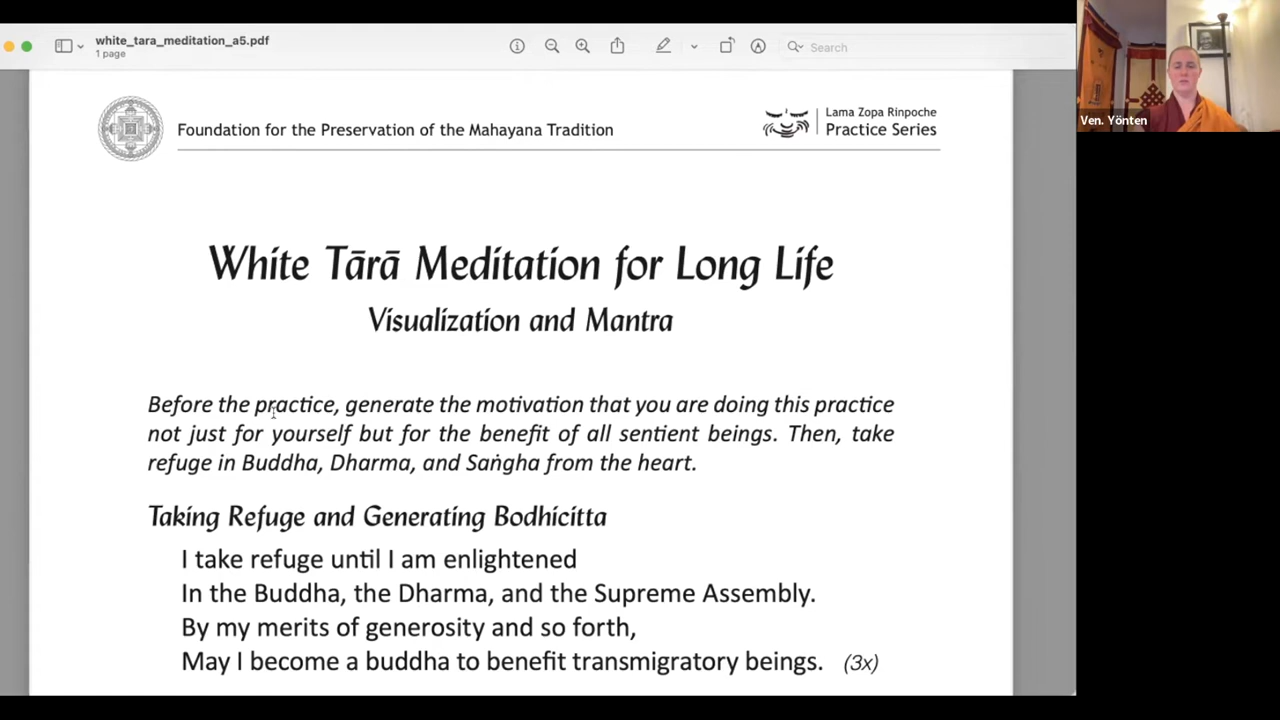 white_tara_meditation_a5.pdf
1 page
Search
Ven. Yönten
Foundation for the Preservation of the Mahayana Tradition
Lama Zopa Rinpoche
Practice Series
White Tārā Meditation for Long Life
Visualization and Mantra
Before the practice, generate the motivation that you are doing this practice
not just for yourself but for the benefit of all sentient beings. Then, take
refuge in Buddha, Dharma, and Saṅgha from the heart.
Taking Refuge and Generating Bodhicitta
I take refuge until I am enlightened
In the Buddha, the Dharma, and the Supreme Assembly.
By my merits of generosity and so forth,
May I become a buddha to benefit transmigratory beings. (3x)